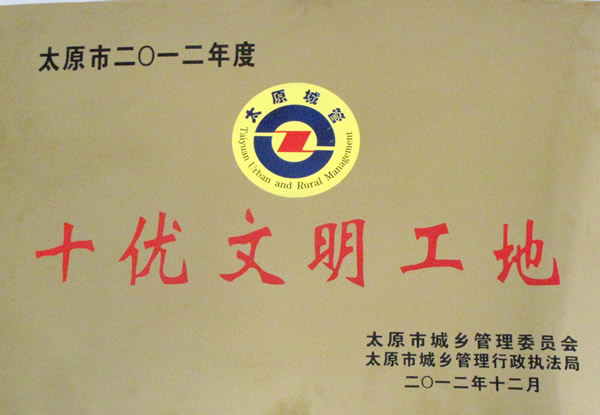 太原市二〇一二年度
太原城管
Taiyuan Urban and Rural Management
十优文明工地
太原市城乡管理委员会
太原市城乡管理行政执法局
二〇一二年十二月